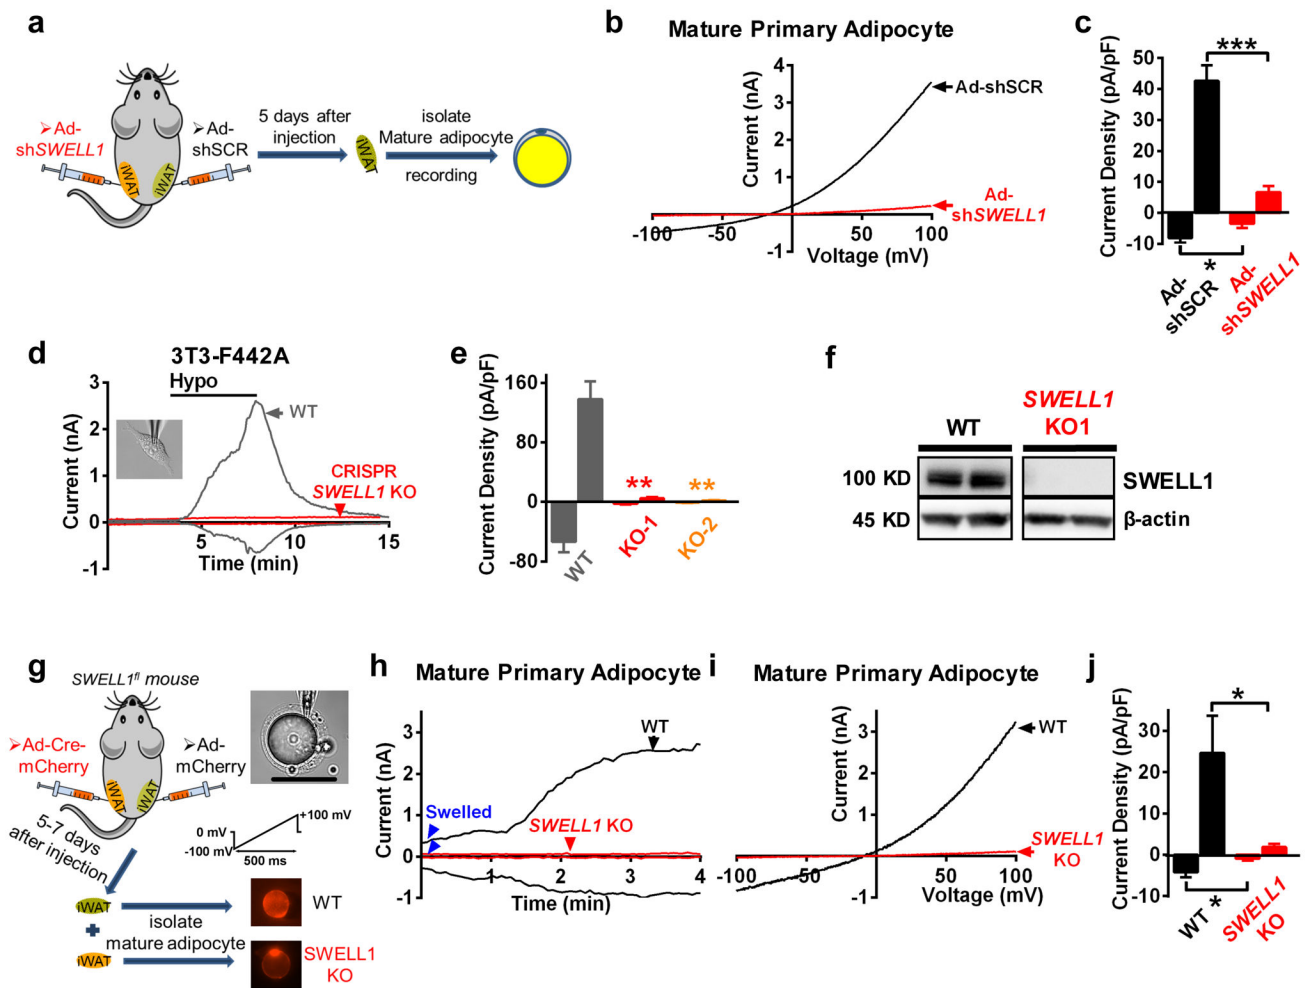 a
➢Ad-
shSWELL1
➢Ad-
shSCR
iWAT
iWAT
5 days after
injection
iWAT
isolate
Mature adipocyte
recording
b
Mature Primary Adipocyte
Current (nA)
4
3
2
1
-1
-100
-50
50
100
Voltage (mV)
Ad-shSCR
Ad-
shSWELL1
c
Current Density (pA/pF)
50
40
30
20
10
0
-10
***
*
Ad-
shSCR
Ad-
shSWELL1
d
3T3-F442A
Hypo
Current (nA)
3
2
1
0
-1
5
10
15
Time (min)
WT
CRISPR
SWELL1 KO
e
Current Density (pA/pF)
160
80
0
-80
**
**
WT
KO-1
KO-2
f
WT
SWELL1
KO1
100 KD
45 KD
SWELL1
β-actin
g
SWELL1fl mouse
➢Ad-Cre-
mCherry
➢Ad-
mCherry
iWAT
iWAT
5-7 days
after injection
0 mV
-100 mV
+100 mV
500 ms
iWAT
iWAT
isolate
mature adipocyte
WT
SWELL1
KO
h
Mature Primary Adipocyte
Current (nA)
3
2
1
0
-1
1
2
3
4
Time (min)
Swelled
WT
SWELL1 KO
i
Mature Primary Adipocyte
Current (nA)
3
2
1
-1
-100
-50
50
100
Voltage (mV)
WT
SWELL1
KO
j
Current Density (pA/pF)
30
20
10
0
-10
*
*
WT
SWELL1
KO